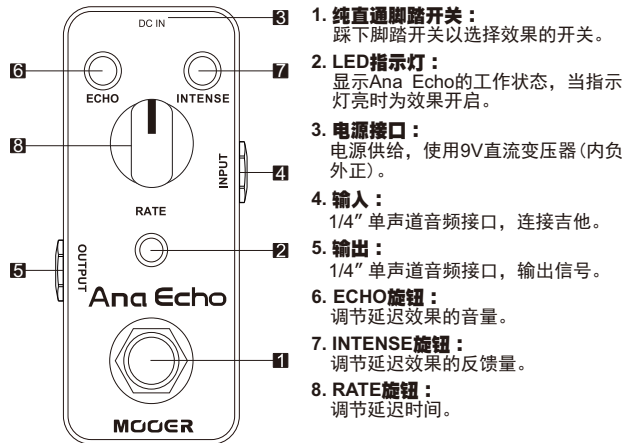 DC IN
3
6
7
ECHO
INTENSE
8
INPUT
4
RATE
2
OUTPUT
5
Ana Echo
1
MOOER
1. 纯直通脚踏开关：
踩下脚踏开关以选择效果的开关。
2. LED指示灯：
显示Ana Echo的工作状态，当指示
灯亮时为效果开启。
3. 电源接口：
电源供给，使用9V直流变压器(内负
外正)。
4. 输入：
1/4″ 单声道音频接口，连接吉他。
5. 输出：
1/4″ 单声道音频接口，输出信号。
6. ECHO旋钮：
调节延迟效果的音量。
7. INTENSE旋钮：
调节延迟效果的反馈量。
8. RATE旋钮：
调节延迟时间。